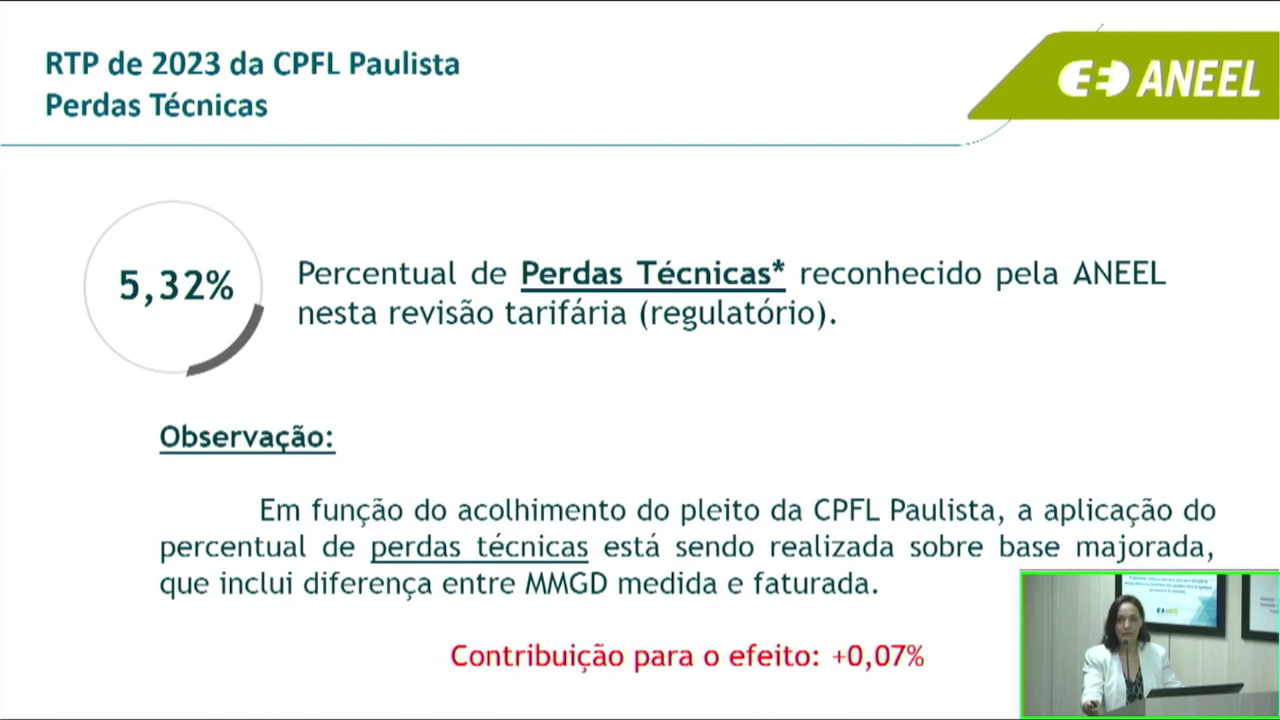 RTP de 2023 da CPFL Paulista
Perdas Técnicas
ANEEL
5,32%
Percentual de Perdas Técnicas* reconhecido pela ANEEL
nesta revisão tarifária (regulatório).
Observação:
Em função do acolhimento do pleito da CPFL Paulista, a aplicação do
percentual de perdas técnicas está sendo realizada sobre base majorada,
que inclui diferença entre MMGD medida e faturada.
Contribuição para o efeito: +0,07%
ANEEL